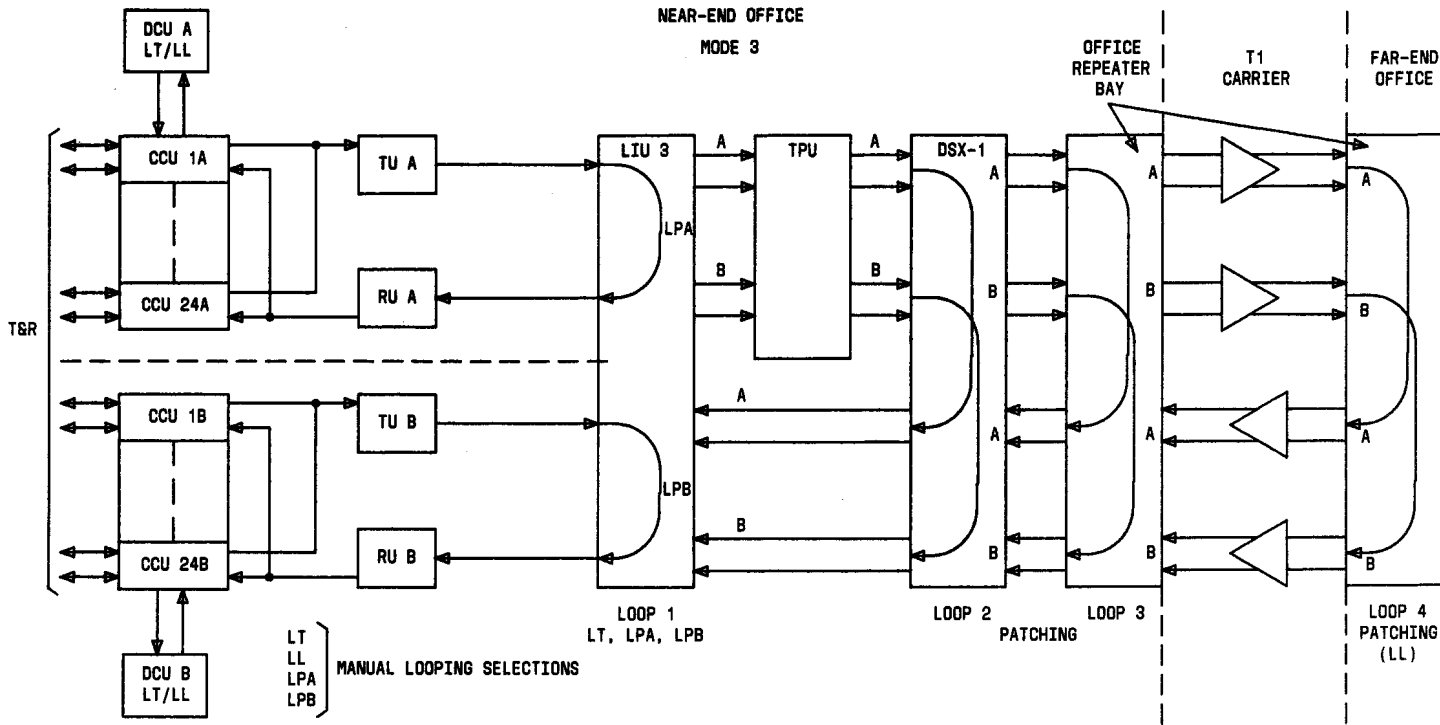 NEAR-END OFFICE
MODE 3
DCU A
LT/LL
OFFICE
REPEATER
BAY
T1
CARRIER
FAR-END
OFFICE
T&R
CCU 1A
CCU 24A
TU A
RU A
LIU 3
LPA
A
B
TPU
A
B
DSX-1
A
B
A
B
A
B
CCU 1B
CCU 24B
TU B
RU B
LPB
A
B
A
B
A
B
A
B
LOOP 1
LT, LPA, LPB
LOOP 2
LOOP 3
PATCHING
LOOP 4
PATCHING
(LL)
DCU B
LT/LL
LT
LL
LPA
LPB
MANUAL LOOPING SELECTIONS